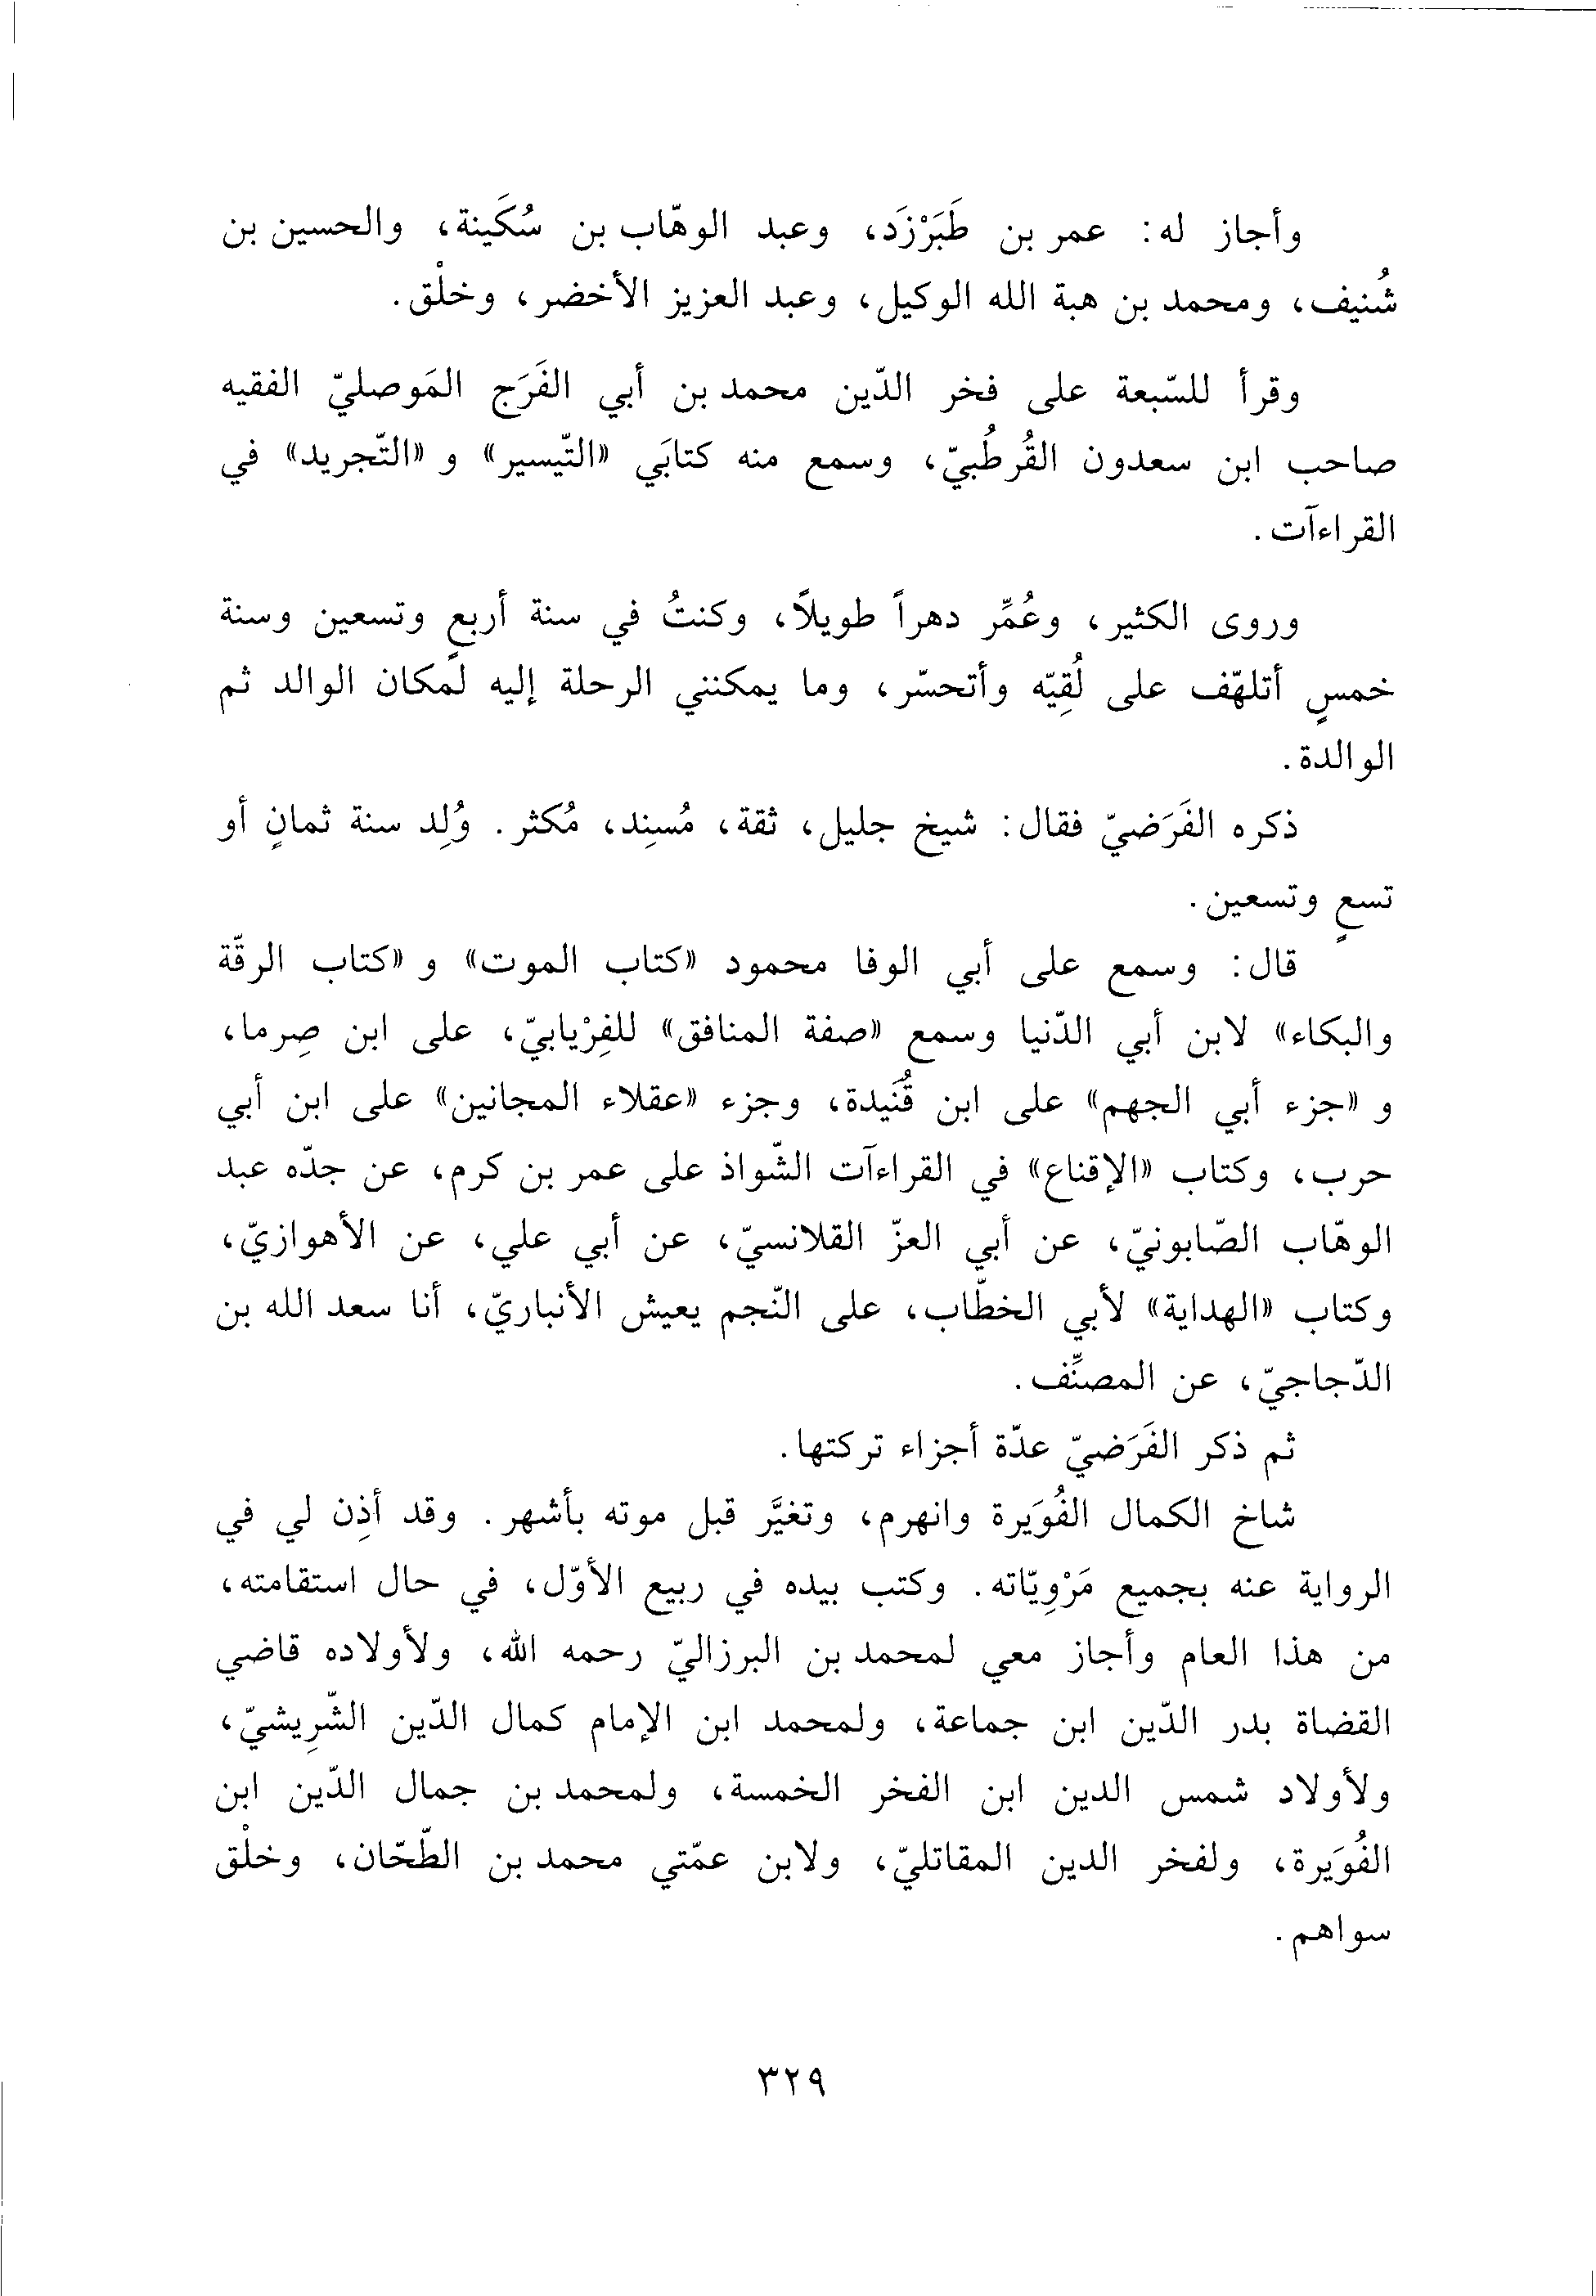 وأجاز له: عمر بن طَبَرْزَد، وعبد الوهّاب بن سُكَينة، والحسين بن
شُنيف، ومحمد بن هبة الله الوكيل، وعبد العزيز الأخضر، وخلْق.
وقرأ للسّبعة على فخر الدّين محمد بن أبي الفَرَج المَوصليّ الفقيه
صاحب ابن سعدون القُرطُبيّ، وسمع منه كتابَي «التّيسير» و «التّجريد» في
القراءآت.
وروى الكثير، وعُمِّر دهراً طويلاً، وكنتُ في سنة أربعٍ وتسعين وسنة
خمسٍ أتلهّف على لُقِيّه وأتحسّر، وما يمكنني الرحلة إليه لمكان الوالد ثم
الوالدة.
ذكره الفَرَضيّ فقال: شيخ جليل، ثقة، مُسنِد، مُكثر. وُلِد سنة ثمانٍ أو
تسعٍ وتسعين.
قال: وسمع على أبي الوفا محمود «كتاب الموت» و «كتاب الرقّة
والبكاء» لابن أبي الدّنيا وسمع «صفة المنافق» للفِرْيابيّ، على ابن صِرما،
و «جزء أبي الجهم» على ابن قُنَيدة، وجزء «عقلاء المجانين» على ابن أبي
حرب، وكتاب «الإقناع» في القراءآت الشّواذ على عمر بن كرم، عن جدّه عبد
الوهّاب الصّابونيّ، عن أبي العزّ القلانسيّ، عن أبي علي، عن الأهوازيّ،
وكتاب «الهداية» لأبي الخطّاب، على النّجم يعيش الأنباريّ، أنا سعد الله بن
الدّجاجيّ، عن المصنِّف.
ثم ذكر الفَرَضيّ عدّة أجزاء تركتها.
شاخ الكمال الفُوَيرة وانهرم، وتغيَّر قبل موته بأشهر. وقد أذِن لي في
الرواية عنه بجميع مَرْوِيّاته. وكتب بيده في ربيع الأوّل، في حال استقامته،
من هذا العام وأجاز معي لمحمد بن البرزاليّ رحمه الله، ولأولاده قاضي
القضاة بدر الدّين ابن جماعة، ولمحمد ابن الإمام كمال الدّين الشّرِيشيّ،
ولأولاد شمس الدين ابن الفخر الخمسة، ولمحمد بن جمال الدّين ابن
الفُوَيرة، ولفخر الدين المقاتليّ، ولابن عمّتي محمد بن الطّحّان، وخلْق
سواهم.
٣٢٩